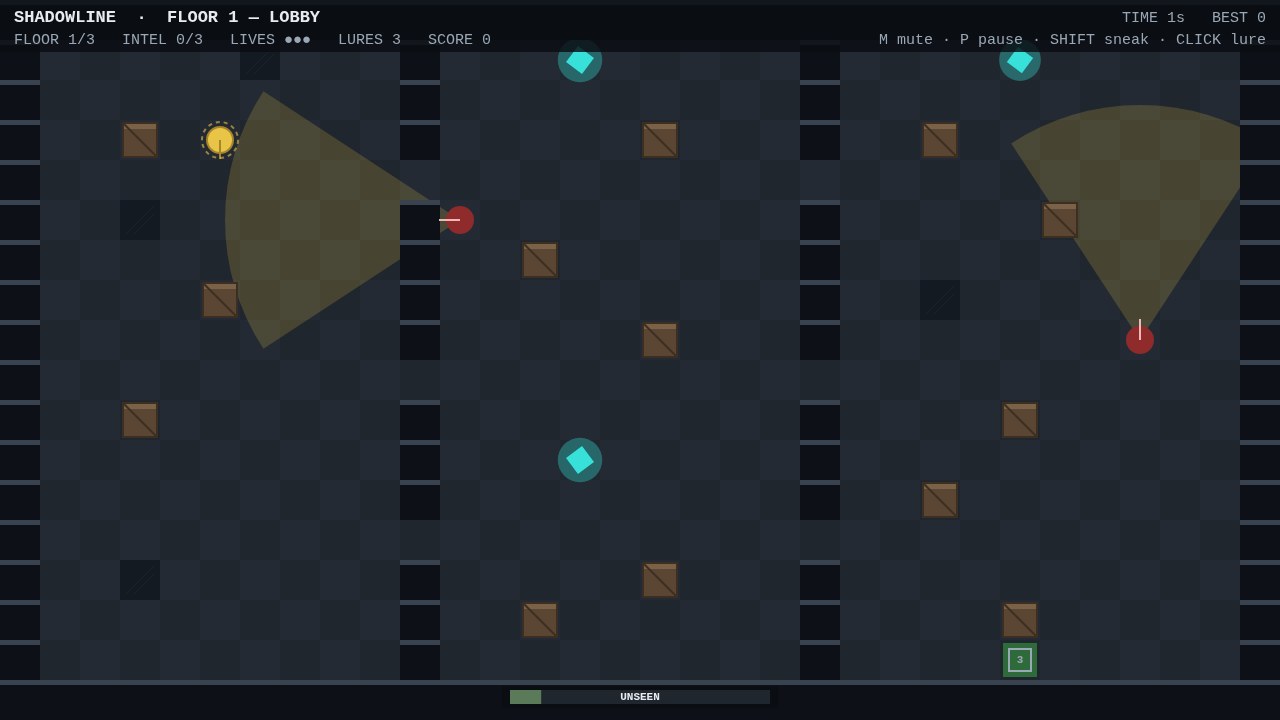 SHADOWLINE · FLOOR 1 — LOBBY
TIME 1s BEST 0
FLOOR 1/3 INTEL 0/3 LIVES ●●● LURES 3 SCORE 0
M mute · P pause · SHIFT sneak · CLICK lure
3
UNSEEN